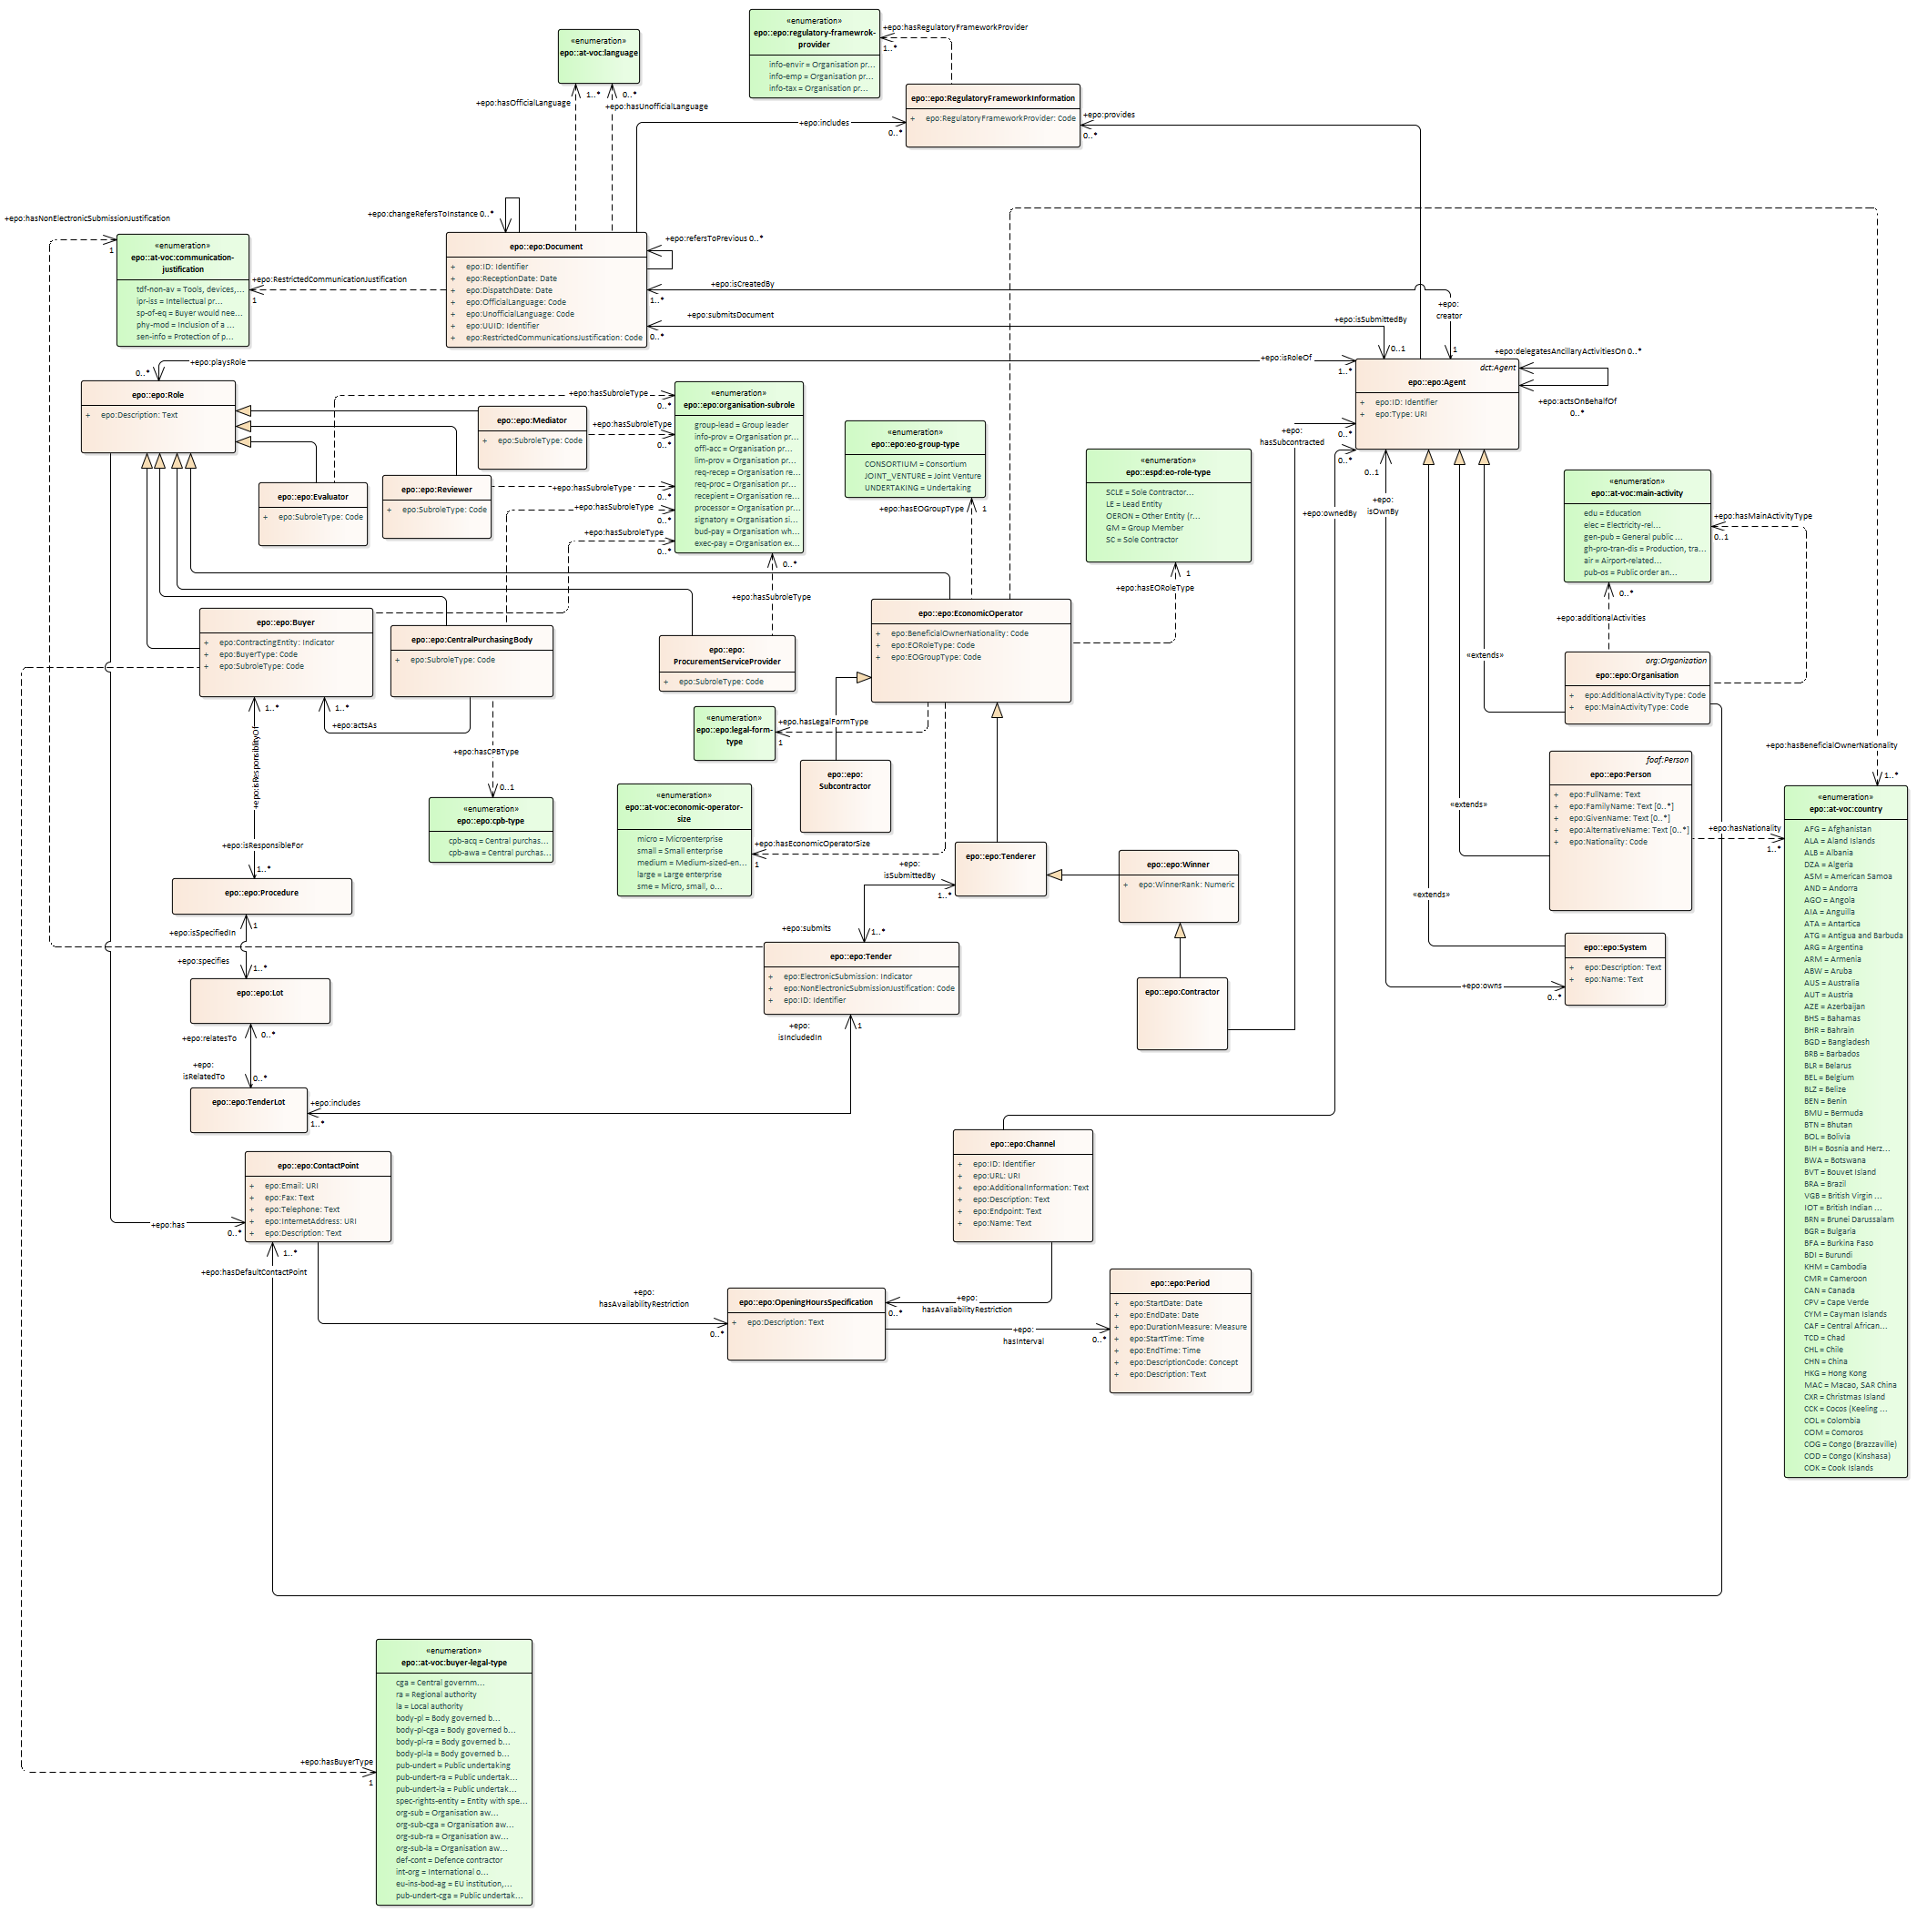 «enumeration»
epo::epo:regulatory-framewrok-
provider
info-envir = Organisation pr...
info-emp = Organisation pr...
info-tax = Organisation pr...
+epo:hasRegulatoryFrameworkProvider
1..*
«enumeration»
epo::at-voc:language
+epo:hasOfficialLanguage
1..*
0..*
+epo:hasUnofficialLanguage
epo::epo:RegulatoryFrameworkInformation
+ epo:RegulatoryFrameworkProvider: Code
+epo:includes
0..*
+epo:provides
0..*
+epo:hasNonElectronicSubmissionJustification
1
«enumeration»
epo::at-voc:communication-
justification
tdf-non-av = Tools, devices,...
ipr-iss = Intellectual pr...
sp-of-eq = Buyer would nee...
phy-mod = Inclusion of a ...
sen-info = Protection of p...
+epo:RestrictedCommunicationJustification
1
+epo:changeRefersToInstance 0..*
+epo:refersToPrevious 0..*
epo::epo:Document
+ epo:ID: Identifier
+ epo:ReceptionDate: Date
+ epo:DispatchDate: Date
+ epo:OfficialLanguage: Code
+ epo:UnofficialLanguage: Code
+ epo:UUID: Identifier
+ epo:RestrictedCommunicationsJustification: Code
+epo:isCreatedBy
1..*
+epo:
creator
1
+epo:submitsDocument
0..*
+epo:isSubmittedBy
0..1
+epo:playsRole
0..*
+epo:isRoleOf
1..*
+epo:delegatesAncillaryActivitiesOn 0..*
+epo:actsOnBehalfOf
0..*
dct:Agent
epo::epo:Agent
+ epo:ID: Identifier
+ epo:Type: URI
epo::epo:Role
+ epo:Description: Text
epo::epo:Mediator
+ epo:SubroleType: Code
epo::epo:Evaluator
+ epo:SubroleType: Code
epo::epo:Reviewer
+ epo:SubroleType: Code
+epo:hasSubroleType
0..*
+epo:hasSubroleType
0..*
+epo:hasSubroleType
0..*
+epo:hasSubroleType
0..*
+epo:hasSubroleType
0..*
0..*
+epo:hasSubroleType
«enumeration»
epo::epo:organisation-subrole
group-lead = Group leader
info-prov = Organisation pr...
offi-acc = Organisation pr...
lim-prov = Organisation pr...
req-recep = Organisation re...
req-proc = Organisation pr...
recepient = Organisation re...
processor = Organisation pr...
signatory = Organisation si...
bud-pay = Organisation wh...
exec-pay = Organisation ex...
«enumeration»
epo::epo:eo-group-type
CONSORTIUM = Consortium
JOINT_VENTURE = Joint Venture
UNDERTAKING = Undertaking
+epo:hasEOGroupType
1
«enumeration»
epo::espd:eo-role-type
SCLE = Sole Contractor...
LE = Lead Entity
OERON = Other Entity (r...
GM = Group Member
SC = Sole Contractor
1
+epo:hasEORoleType
+epo:
hasSubcontracted
0..*
0..*
+epo:ownedBy
0..1
+epo:
isOwnBy
«enumeration»
epo::at-voc:main-activity
edu = Education
elec = Electricity-rel...
gen-pub = General public ...
gh-pro-tran-dis = Production, tra...
air = Airport-related...
pub-os = Public order an...
+epo:hasMainActivityType
0..1
0..*
+epo:additionalActivities
«extends»
org:Organization
epo::epo:Organisation
+ epo:AdditionalActivityType: Code
+ epo:MainActivityType: Code
epo::epo:Buyer
+ epo:ContractingEntity: Indicator
+ epo:BuyerType: Code
+ epo:SubroleType: Code
epo::epo:CentralPurchasingBody
+ epo:SubroleType: Code
epo::epo:
ProcurementServiceProvider
+ epo:SubroleType: Code
epo::epo:EconomicOperator
+ epo:BeneficialOwnerNationality: Code
+ epo:EORoleType: Code
+ epo:EOGroupType: Code
1..*
1..*
+epo:actsAs
+epo:isResponsiblityOf
+epo:hasCPBType
0..1
«enumeration»
epo::epo:cpb-type
cpb-acq = Central purchas...
cpb-awa = Central purchas...
«enumeration»
epo::epo:legal-form-
type
+epo.hasLegalFormType
1
epo::epo:
Subcontractor
«enumeration»
epo::at-voc:economic-operator-
size
micro = Microenterprise
small = Small enterprise
medium = Medium-sized-en...
large = Large enterprise
sme = Micro, small, o...
+epo:hasEconomicOperatorSize
1
+epo:hasBeneficialOwnerNationality
1..*
foaf:Person
epo::epo:Person
+ epo:FullName: Text
+ epo:FamilyName: Text [0..*]
+ epo:GivenName: Text [0..*]
+ epo:AlternativeName: Text [0..*]
+ epo:Nationality: Code
«extends»
+epo:hasNationality
1..*
«extends»
epo::epo:System
+ epo:Description: Text
+ epo:Name: Text
+epo:owns
0..*
+epo:isResponsibleFor
1..*
epo::epo:Procedure
+epo:isSpecifiedIn
1
+epo:specifies
1..*
epo::epo:Lot
+epo:relatesTo
0..*
+epo:
isRelatedTo
0..*
epo::epo:TenderLot
+epo:includes
1..*
+epo:
isSubmittedBy
1..*
epo::epo:Tenderer
epo::epo:Winner
+ epo:WinnerRank: Numeric
+epo:submits
1..*
epo::epo:Tender
+ epo:ElectronicSubmission: Indicator
+ epo:NonElectronicSubmissionJustification: Code
+ epo:ID: Identifier
+epo:
isIncludedIn
1
epo::epo:Contractor
epo::epo:ContactPoint
+ epo:Email: URI
+ epo:Fax: Text
+ epo:Telephone: Text
+ epo:InternetAddress: URI
+ epo:Description: Text
+epo:has
0..*
1..*
+epo:hasDefaultContactPoint
epo::epo:Channel
+ epo:ID: Identifier
+ epo:URL: URI
+ epo:AdditionalInformation: Text
+ epo:Description: Text
+ epo:Endpoint: Text
+ epo:Name: Text
+epo:
hasAvailabilityRestriction
0..*
epo::epo:OpeningHoursSpecification
+ epo:Description: Text
+epo:
hasAvaliabilityRestriction
0..*
+epo:
hasInterval
0..*
epo::epo:Period
+ epo:StartDate: Date
+ epo:EndDate: Date
+ epo:DurationMeasure: Measure
+ epo:StartTime: Time
+ epo:EndTime: Time
+ epo:DescriptionCode: Concept
+ epo:Description: Text
«enumeration»
epo::at-voc:country
AFG = Afghanistan
ALA = Aland Islands
ALB = Albania
DZA = Algeria
ASM = American Samoa
AND = Andorra
AGO = Angola
AIA = Anguilla
ATA = Antartica
ATG = Antigua and Barbuda
ARG = Argentina
ARM = Armenia
ABW = Aruba
AUS = Australia
AUT = Austria
AZE = Azerbaijan
BHS = Bahamas
BHR = Bahrain
BGD = Bangladesh
BRB = Barbados
BLR = Belarus
BEL = Belgium
BLZ = Belize
BEN = Benin
BMU = Bermuda
BTN = Bhutan
BOL = Bolivia
BIH = Bosnia and Herz...
BWA = Botswana
BVT = Bouvet Island
BRA = Brazil
VGB = British Virgin ...
IOT = British Indian ...
BRN = Brunei Darussalam
BGR = Bulgaria
BFA = Burkina Faso
BDI = Burundi
KHM = Cambodia
CMR = Cameroon
CAN = Canada
CPV = Cape Verde
CYM = Cayman Islands
CAF = Central African...
TCD = Chad
CHL = Chile
CHN = China
HKG = Hong Kong
MAC = Macao, SAR China
CXR = Christmas Island
CCK = Cocos (Keeling ...
COL = Colombia
COM = Comoros
COG = Congo (Brazzaville)
COD = Congo (Kinshasa)
COK = Cook Islands
«enumeration»
epo::at-voc:buyer-legal-type
cga = Central governm...
ra = Regional authority
la = Local authority
body-pl = Body governed b...
body-pl-cga = Body governed b...
body-pl-ra = Body governed b...
body-pl-la = Body governed b...
pub-undert = Public undertaking
pub-undert-ra = Public undertak...
pub-undert-la = Public undertak...
spec-rights-entity = Entity with spe...
org-sub = Organisation aw...
org-sub-cga = Organisation aw...
org-sub-ra = Organisation aw...
org-sub-la = Organisation aw...
def-cont = Defence contractor
int-org = International o...
eu-ins-bod-ag = EU institution,...
pub-undert-cga = Public undertak...
+epo:hasBuyerType
1